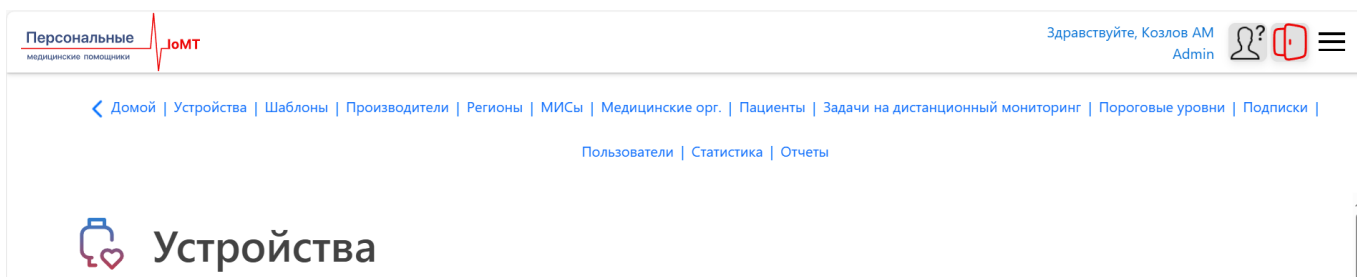 Персональные
медицинские помощники
IoMT
Здравствуйте, Козлов АМ
Admin
?
Домой | Устройства | Шаблоны | Производители | Регионы | МИСы | Медицинские орг. | Пациенты | Задачи на дистанционный мониторинг | Пороговые уровни | Подписки |
Пользователи | Статистика | Отчеты
Устройства